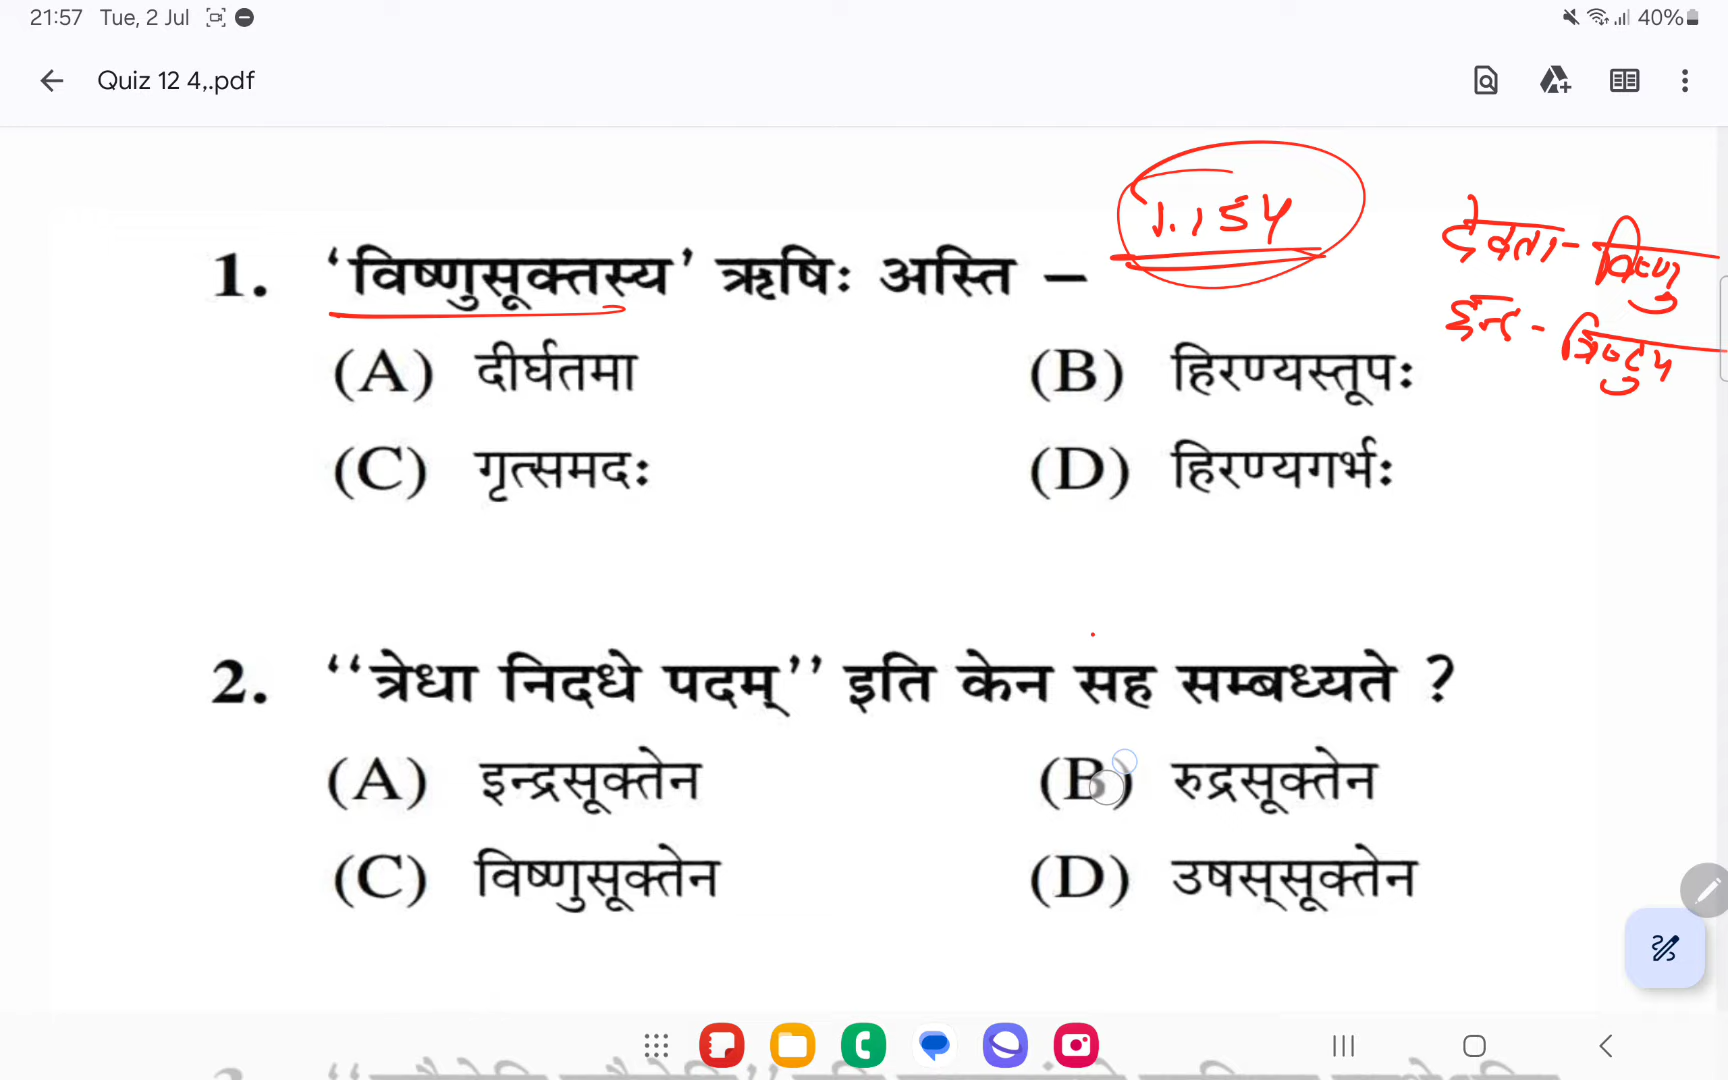 21:57 Tue, 2 Jul 40%
Quiz 12 4,.pdf
1.154
देवता - विष्णु
1. ‘विष्णुसूक्तस्य’ ऋषिः अस्ति –
छन्द - त्रिष्टुप
(A) दीर्घतमा (B) हिरण्यस्तूपः
(C) गृत्समदः (D) हिरण्यगर्भः
2. ‘‘त्रेधा निदधे पदम्’’ इति केन सह सम्बध्यते ?
(A) इन्द्रसूक्तेन (B) रुद्रसूक्तेन
(C) विष्णुसूक्तेन (D) उषस्सूक्तेन